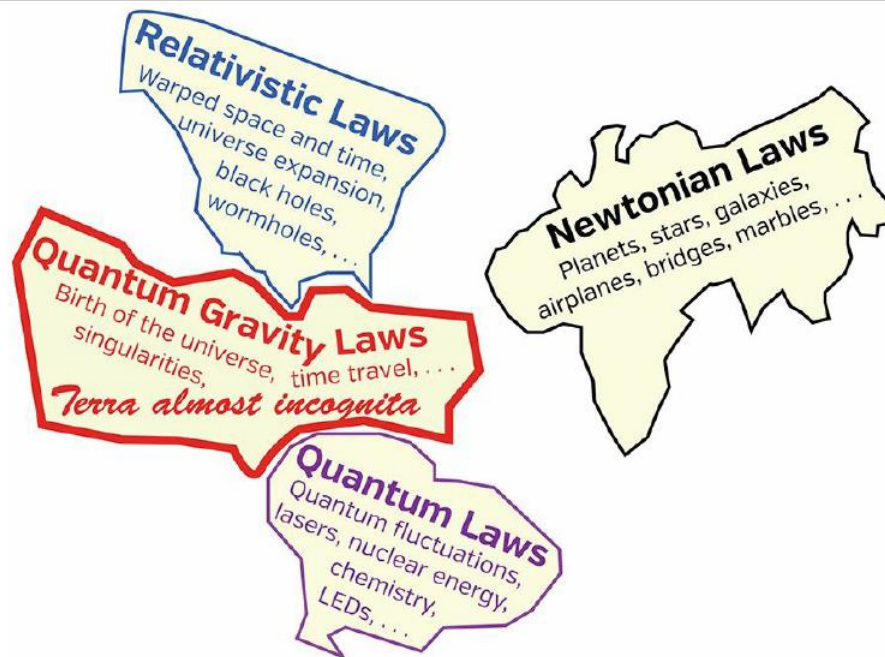 Relativistic Laws
Warped space and time,
universe expansion,
black holes,
wormholes, . . .
Newtonian Laws
Planets, stars, galaxies,
airplanes, bridges, marbles, . . .
Quantum Gravity Laws
Birth of the universe, time travel, . . .
singularities,
Terra almost incognita
Quantum Laws
Quantum fluctuations,
lasers, nuclear energy,
chemistry,
LEDs, . . .